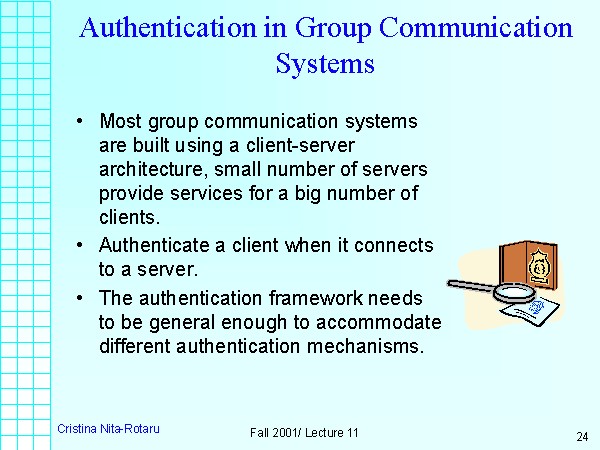 Authentication in Group Communication
Systems
• Most group communication systems
are built using a client-server
architecture, small number of servers
provide services for a big number of
clients.
• Authenticate a client when it connects
to a server.
• The authentication framework needs
to be general enough to accommodate
different authentication mechanisms.
Cristina Nita-Rotaru
Fall 2001/ Lecture 11
24